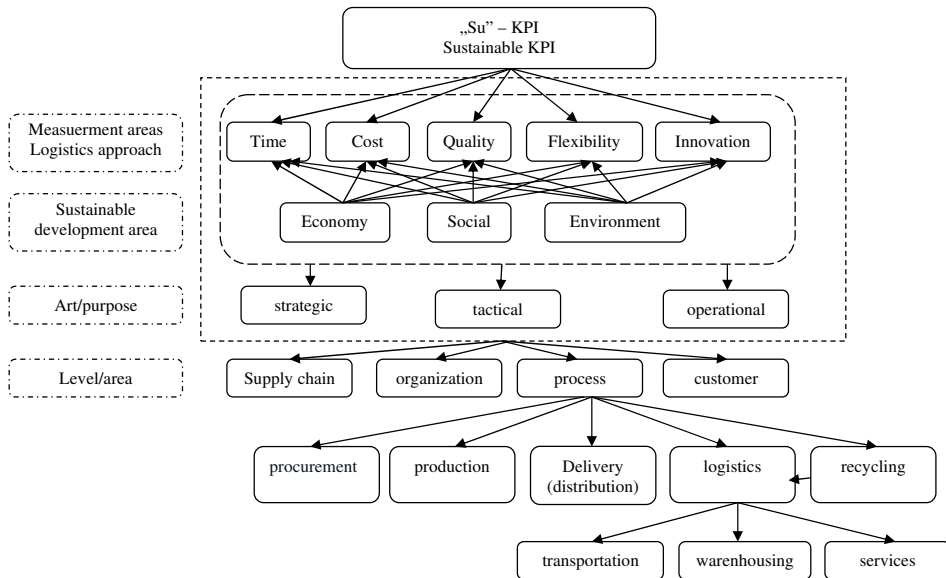 „Su” – KPI
Sustainable KPI
Measuerment areas
Logistics approach
Time
Cost
Quality
Flexibility
Innovation
Sustainable
development area
Economy
Social
Environment
Art/purpose
strategic
tactical
operational
Level/area
Supply chain
organization
process
customer
procurement
production
Delivery
(distribution)
logistics
recycling
transportation
warenhousing
services